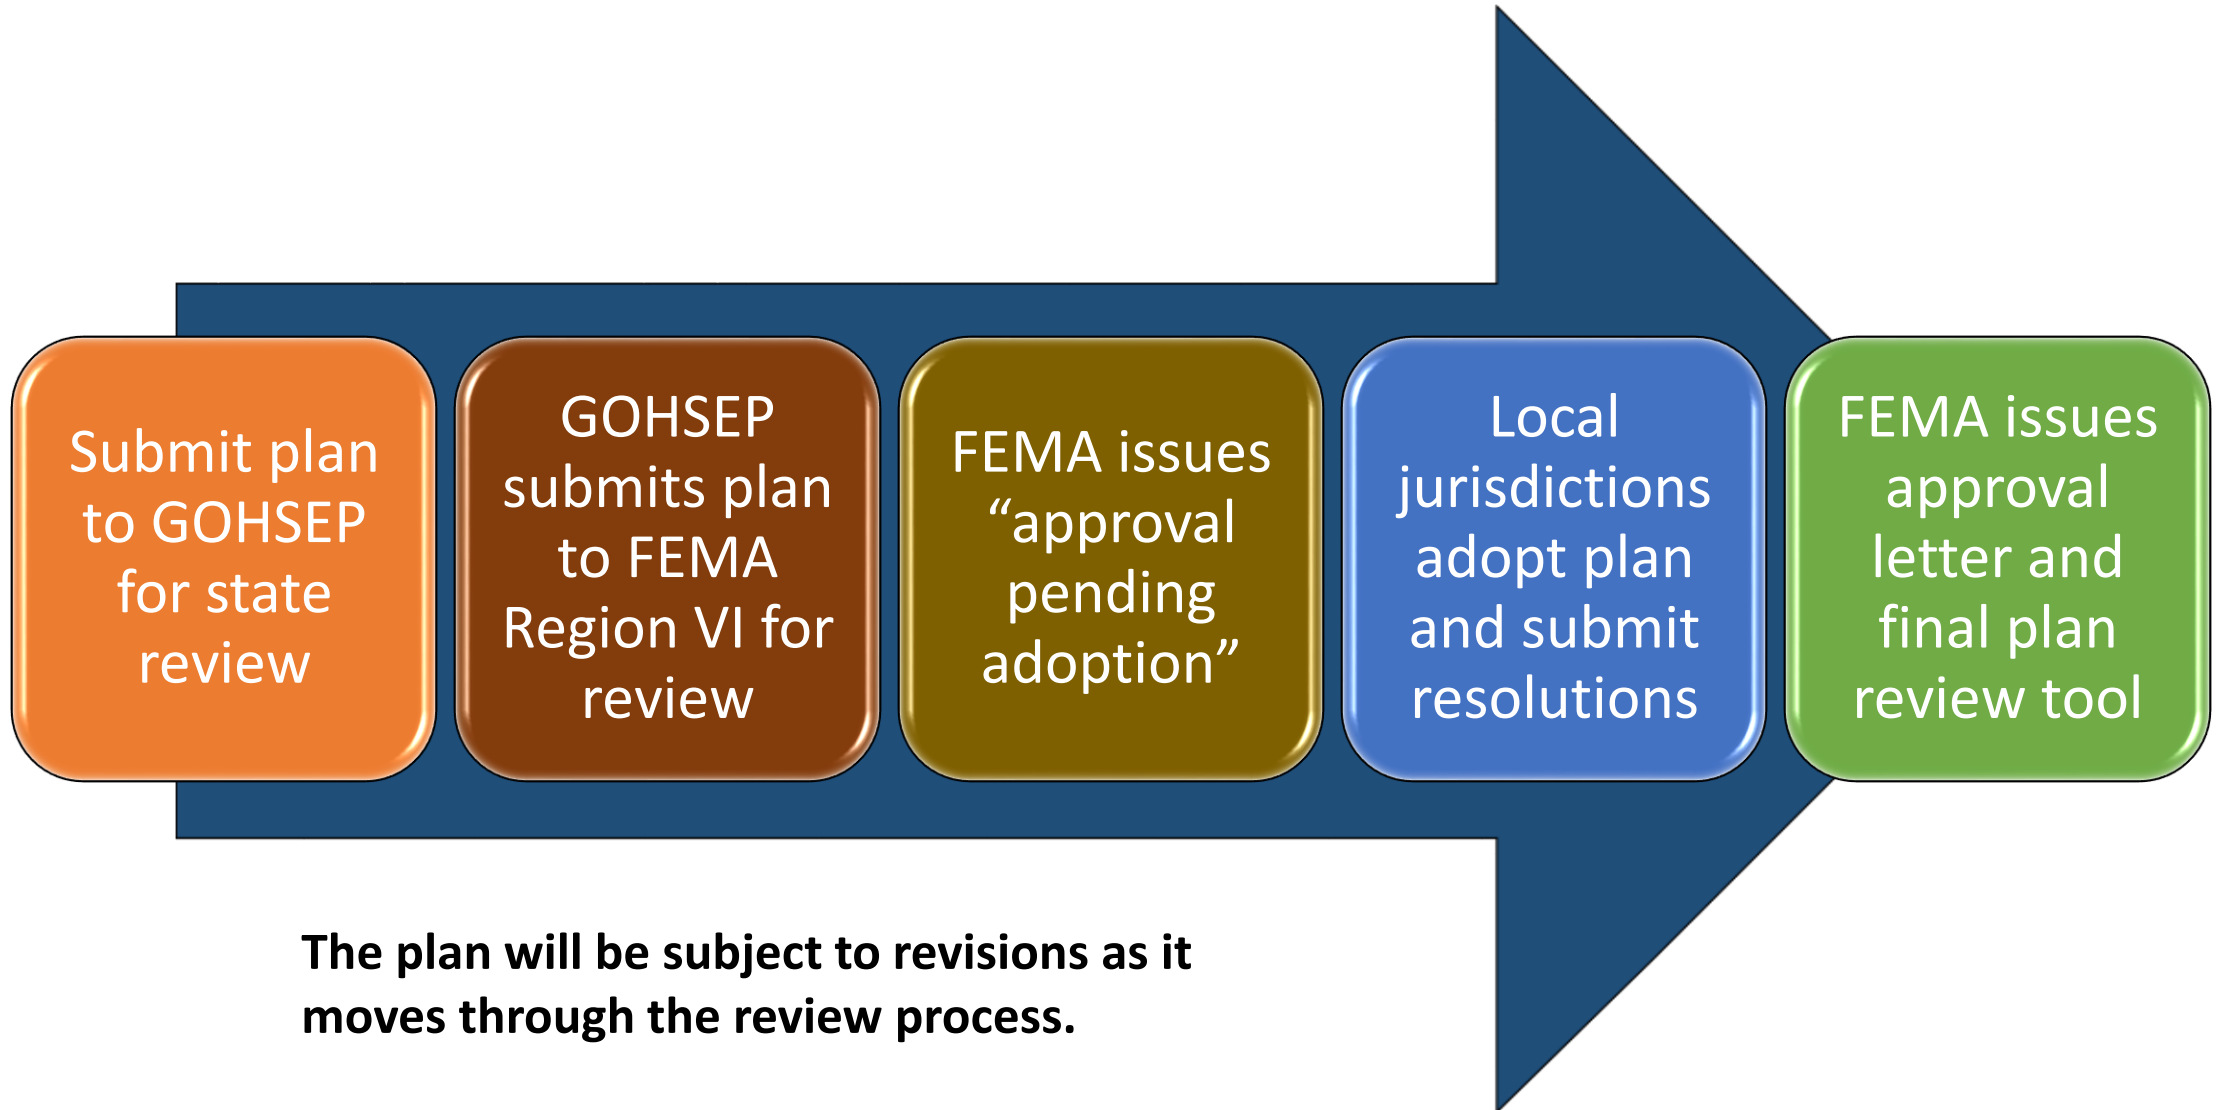 Submit plan
to GOHSEP
for state
review
GOHSEP
submits plan
to FEMA
Region VI for
review
FEMA issues
“approval
pending
adoption”
Local
jurisdictions
adopt plan
and submit
resolutions
FEMA issues
approval
letter and
final plan
review tool
The plan will be subject to revisions as it
moves through the review process.